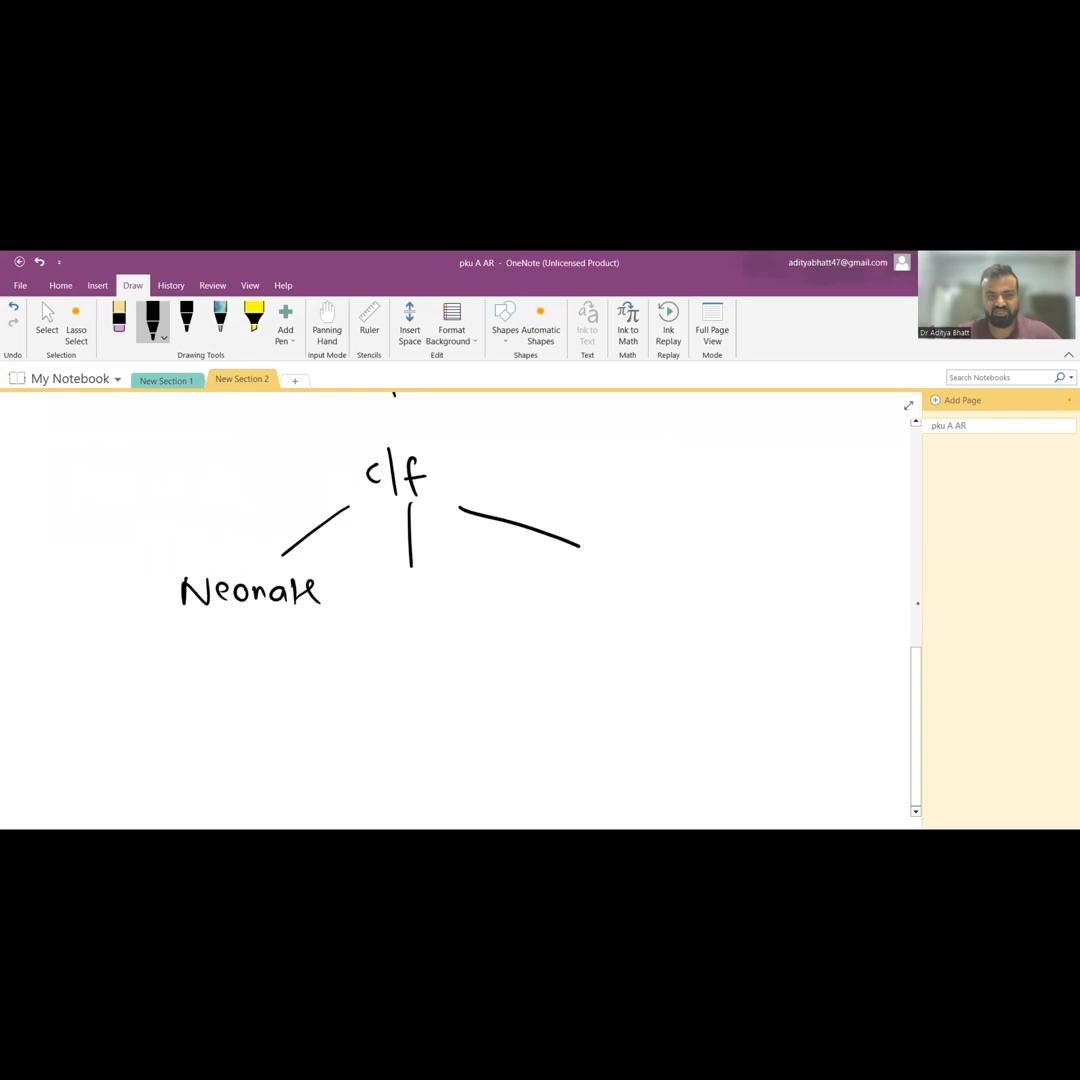 pku A AR - OneNote (Unlicensed Product)
adityabhatt47@gmail.com
File Home Insert Draw History Review View Help
Undo
Select
Lasso Select
Selection
Drawing Tools
Add Pen
Panning Hand
Input Mode
Ruler
Stencils
Insert Space
Format Background
Edit
Shapes
Automatic Shapes
Shapes
Ink to Text
Text
Ink to Math
Math
Ink Replay
Replay
Full Page View
Mode
Dr Aditya Bhatt
My Notebook
New Section 1
New Section 2
Search Notebooks
Add Page
pku A AR
c/f
Neonate